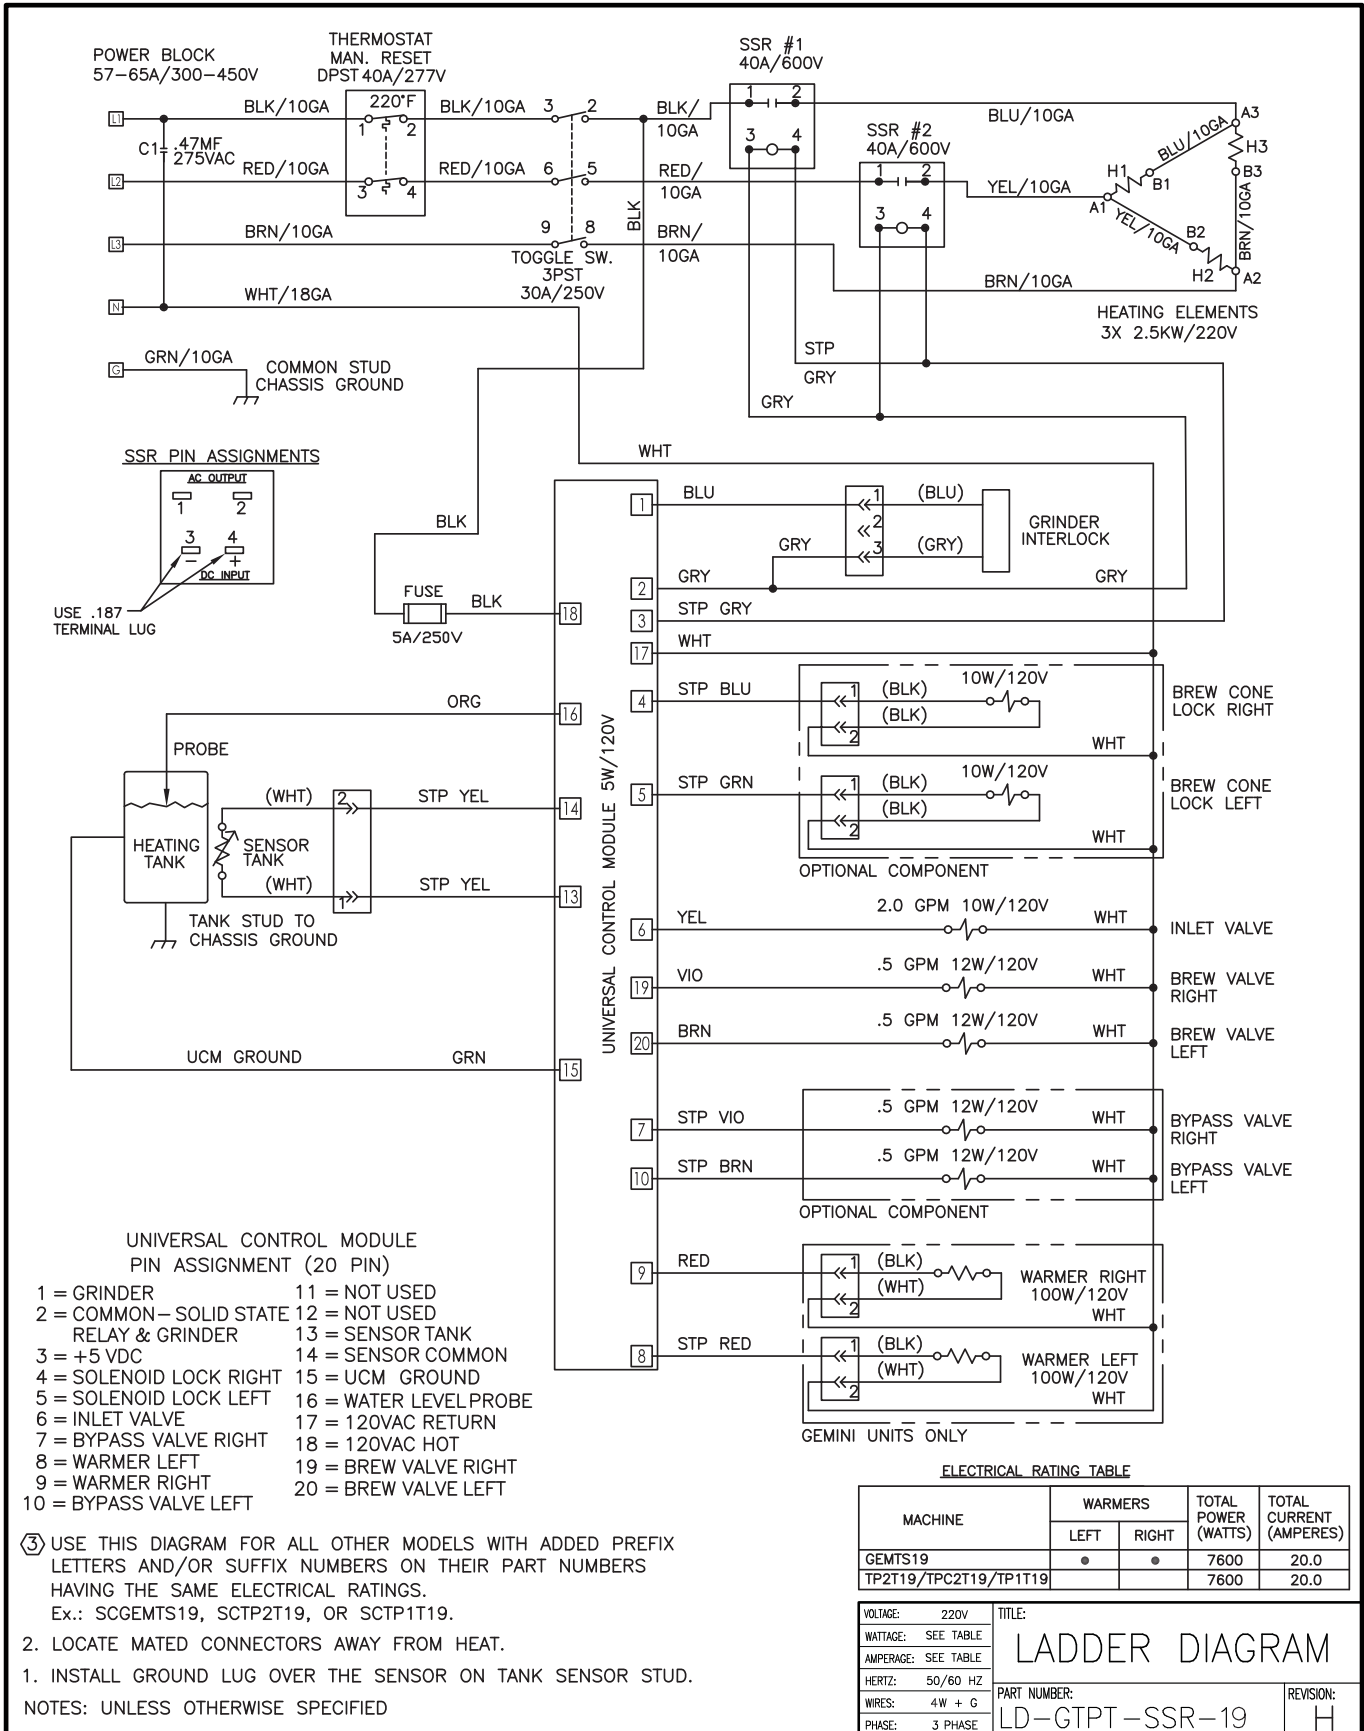 POWER BLOCK
57-65A/300-450V
THERMOSTAT
MAN. RESET
DPST 40A/277V
SSR #1
40A/600V
L1
BLK/10GA
220°F
1
2
BLK/10GA
3
2
BLK/
10GA
1
2
3
4
BLU/10GA
A3
C1
.47MF
275VAC
SSR #2
40A/600V
1
2
3
4
BLU/10GA
H3
L2
RED/10GA
3
4
RED/10GA
6
5
RED/
10GA
YEL/10GA
H1
B1
B3
A1
YEL/10GA
B2
BRN/10GA
BLK
L3
BRN/10GA
9
8
BRN/
10GA
H2
A2
TOGGLE SW.
3PST
30A/250V
BRN/10GA
N
WHT/18GA
HEATING ELEMENTS
3X 2.5KW/220V
G
GRN/10GA
COMMON STUD
CHASSIS GROUND
STP
GRY
GRY
WHT
SSR PIN ASSIGNMENTS
AC OUTPUT
1
2
3
4
-
+
DC INPUT
USE .187
TERMINAL LUG
BLK
FUSE
5A/250V
BLK
18
UNIVERSAL CONTROL MODULE 5W/120V
1
BLU
1
(BLU)
2
GRINDER
INTERLOCK
GRY
3
(GRY)
2
GRY
GRY
3
STP GRY
17
WHT
4
STP BLU
1
(BLK)
10W/120V
(BLK)
2
WHT
BREW CONE
LOCK RIGHT
5
STP GRN
1
(BLK)
10W/120V
(BLK)
2
WHT
BREW CONE
LOCK LEFT
OPTIONAL COMPONENT
ORG
16
PROBE
HEATING
TANK
SENSOR
TANK
(WHT)
2
STP YEL
14
(WHT)
1
STP YEL
13
TANK STUD TO
CHASSIS GROUND
UCM GROUND
GRN
15
6
YEL
2.0 GPM 10W/120V
WHT
INLET VALVE
19
VIO
.5 GPM 12W/120V
WHT
BREW VALVE
RIGHT
20
BRN
.5 GPM 12W/120V
WHT
BREW VALVE
LEFT
7
STP VIO
.5 GPM 12W/120V
WHT
BYPASS VALVE
RIGHT
10
STP BRN
.5 GPM 12W/120V
WHT
BYPASS VALVE
LEFT
OPTIONAL COMPONENT
9
RED
1
(BLK)
(WHT)
2
WARMER RIGHT
100W/120V
WHT
8
STP RED
1
(BLK)
(WHT)
2
WARMER LEFT
100W/120V
WHT
GEMINI UNITS ONLY
UNIVERSAL CONTROL MODULE
PIN ASSIGNMENT (20 PIN)
1 = GRINDER
2 = COMMON-SOLID STATE
RELAY & GRINDER
3 = +5 VDC
4 = SOLENOID LOCK RIGHT
5 = SOLENOID LOCK LEFT
6 = INLET VALVE
7 = BYPASS VALVE RIGHT
8 = WARMER LEFT
9 = WARMER RIGHT
10 = BYPASS VALVE LEFT
11 = NOT USED
12 = NOT USED
13 = SENSOR TANK
14 = SENSOR COMMON
15 = UCM GROUND
16 = WATER LEVEL PROBE
17 = 120VAC RETURN
18 = 120VAC HOT
19 = BREW VALVE RIGHT
20 = BREW VALVE LEFT
3 USE THIS DIAGRAM FOR ALL OTHER MODELS WITH ADDED PREFIX
LETTERS AND/OR SUFFIX NUMBERS ON THEIR PART NUMBERS
HAVING THE SAME ELECTRICAL RATINGS.
Ex.: SCGEMTS19, SCTP2T19, OR SCTP1T19.
2. LOCATE MATED CONNECTORS AWAY FROM HEAT.
1. INSTALL GROUND LUG OVER THE SENSOR ON TANK SENSOR STUD.
NOTES: UNLESS OTHERWISE SPECIFIED
ELECTRICAL RATING TABLE
MACHINE
WARMERS
LEFT
RIGHT
TOTAL
POWER
(WATTS)
TOTAL
CURRENT
(AMPERES)
GEMTS19 ● ● 7600 20.0
TP2T19/TPC2T19/TP1T19 7600 20.0
VOLTAGE: 220V
WATTAGE: SEE TABLE
AMPERAGE: SEE TABLE
HERTZ: 50/60 HZ
WIRES: 4W + G
PHASE: 3 PHASE
TITLE:
LADDER DIAGRAM
PART NUMBER:
LD-GTPT-SSR-19
REVISION:
H